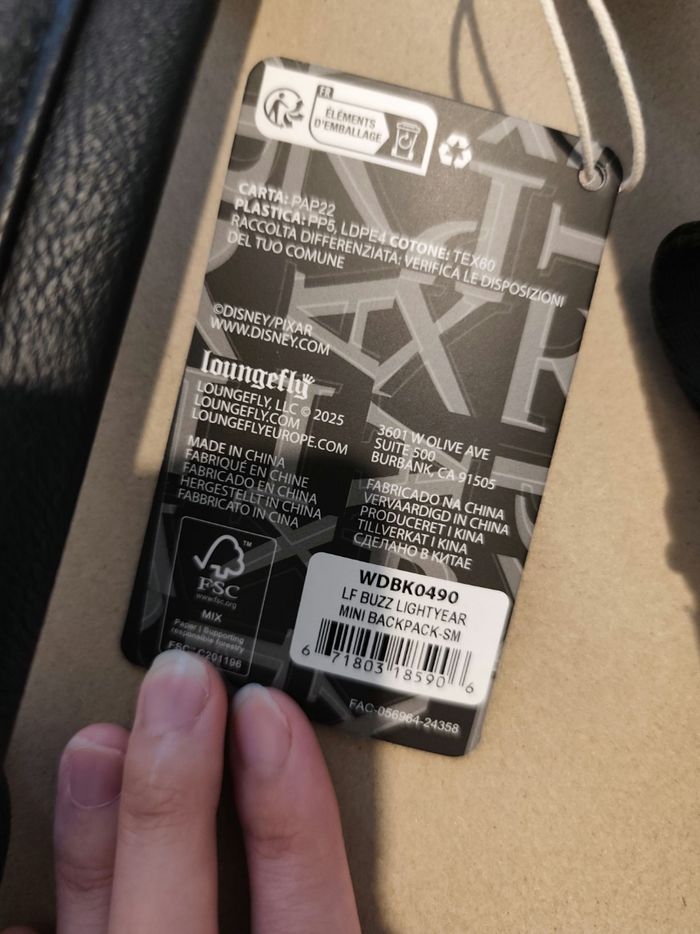 FR
ÉLÉMENTS
D'EMBALLAGE
CARTA: PAP22
PLASTICA: PP5, LDPE4 COTONE: TEX60
RACCOLTA DIFFERENZIATA: VERIFICA LE DISPOSIZIONI
DEL TUO COMUNE
©DISNEY/PIXAR
WWW.DISNEY.COM
loungefly
LOUNGEFLY, LLC © 2025
LOUNGEFLY.COM
LOUNGEFLYEUROPE.COM
3601 W OLIVE AVE
SUITE 500
BURBANK, CA 91505
MADE IN CHINA
FABRIQUÉ EN CHINE
FABRICADO EN CHINA
HERGESTELLT IN CHINA
FABBRICATO IN CINA
FABRICADO NA CHINA
VERVAARDIGD IN CHINA
PRODUCERET I KINA
TILLVERKAT I KINA
СДЕЛАНО В КИТАЕ
FSC
www.fsc.org
MIX
Paper | Supporting
responsible forestry
FSC® C201196
WDBK0490
LF BUZZ LIGHTYEAR
MINI BACKPACK-SM
6 71803 18590 6
FAC-056964-24358